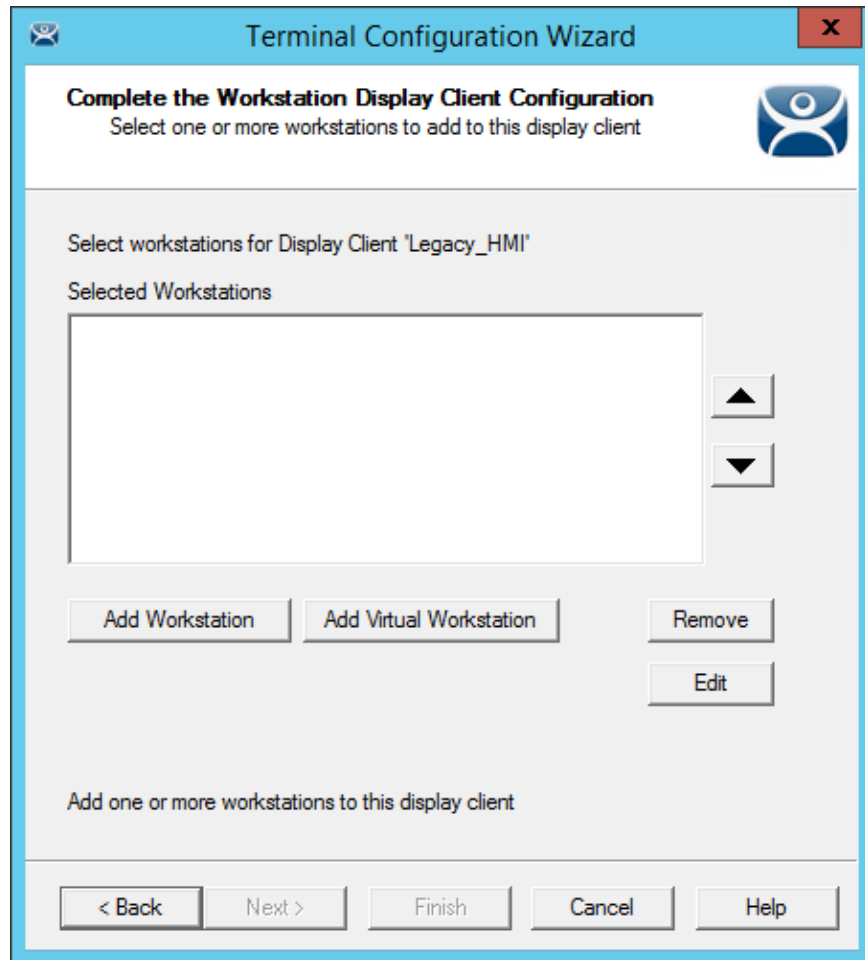 Terminal Configuration Wizard
x
Complete the Workstation Display Client Configuration
Select one or more workstations to add to this display client
Select workstations for Display Client 'Legacy_HMI'
Selected Workstations
Add Workstation
Add Virtual Workstation
Remove
Edit
Add one or more workstations to this display client
< Back
Next >
Finish
Cancel
Help